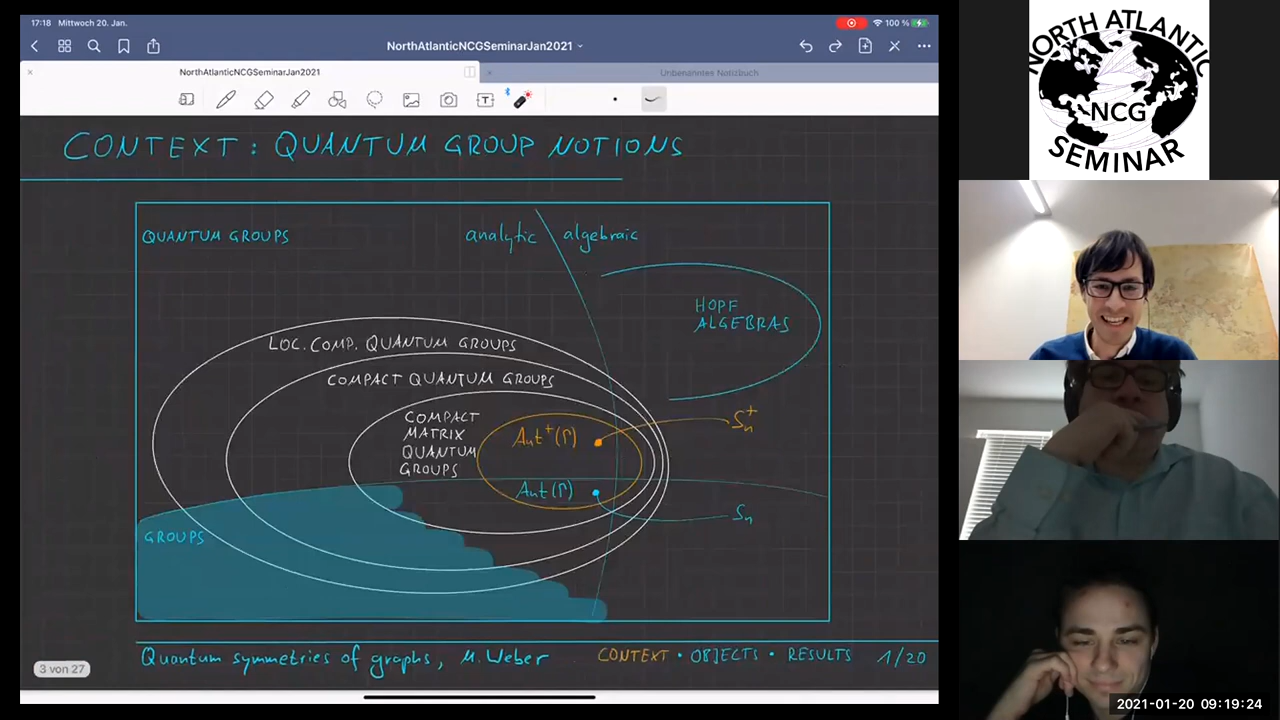 17:18 Mittwoch 20. Jan.
100 %
NorthAtlanticNCGSeminarJan2021
NorthAtlanticNCGSeminarJan2021
Unbenanntes Notizbuch
CONTEXT: QUANTUM GROUP NOTIONS
QUANTUM GROUPS
analytic
algebraic
HOPF
ALGEBRAS
LOC. COMP. QUANTUM GROUPS
COMPACT QUANTUM GROUPS
COMPACT
MATRIX
QUANTUM
GROUPS
Aut⁺(Γ)
Sₙ⁺
Aut(Γ)
Sₙ
GROUPS
Quantum symmetries of graphs, M. Weber
CONTEXT • OBJECTS • RESULTS 1/20
3 von 27
NORTH ATLANTIC
NCG
SEMINAR
2021-01-20 09:19:24